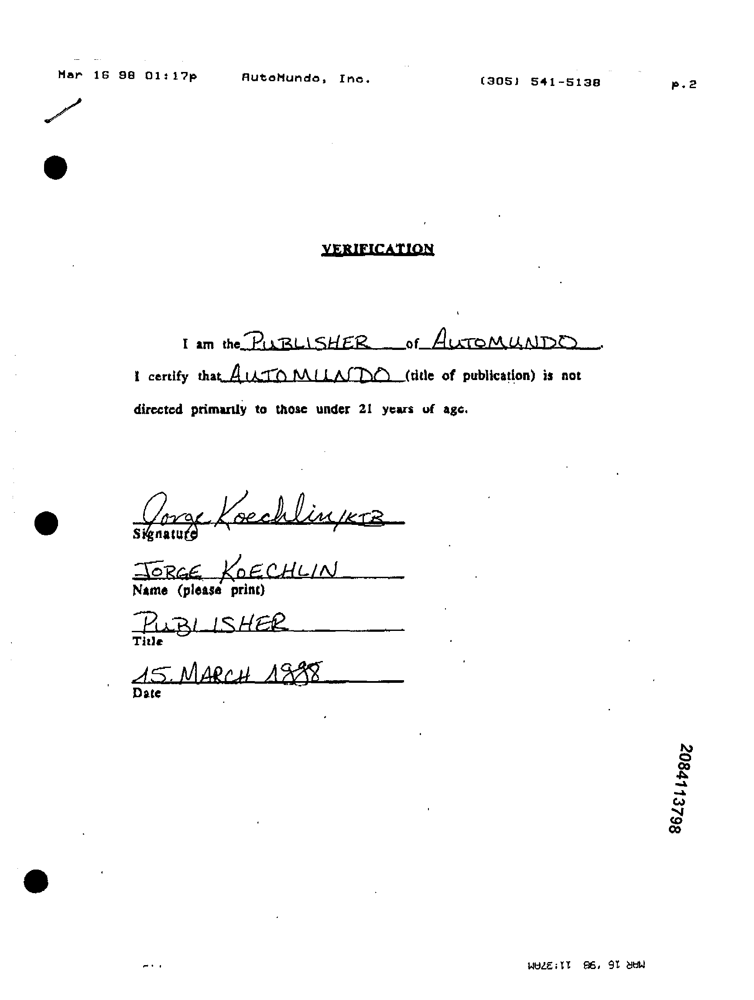 Mar 16 98 01:17p AutoMundo, Inc. (305) 541-5138 p.2
VERIFICATION
I am the PUBLISHER of AUTOMUNDO.
I certify that AUTOMUNDO (title of publication) is not
directed primarily to those under 21 years of age.
Jorge Koechlin/KTB
Signature
JORGE KOECHLIN
Name (please print)
PUBLISHER
Title
15. MARCH 1998
Date
2084113798
MAR 16 '98 11:37AM